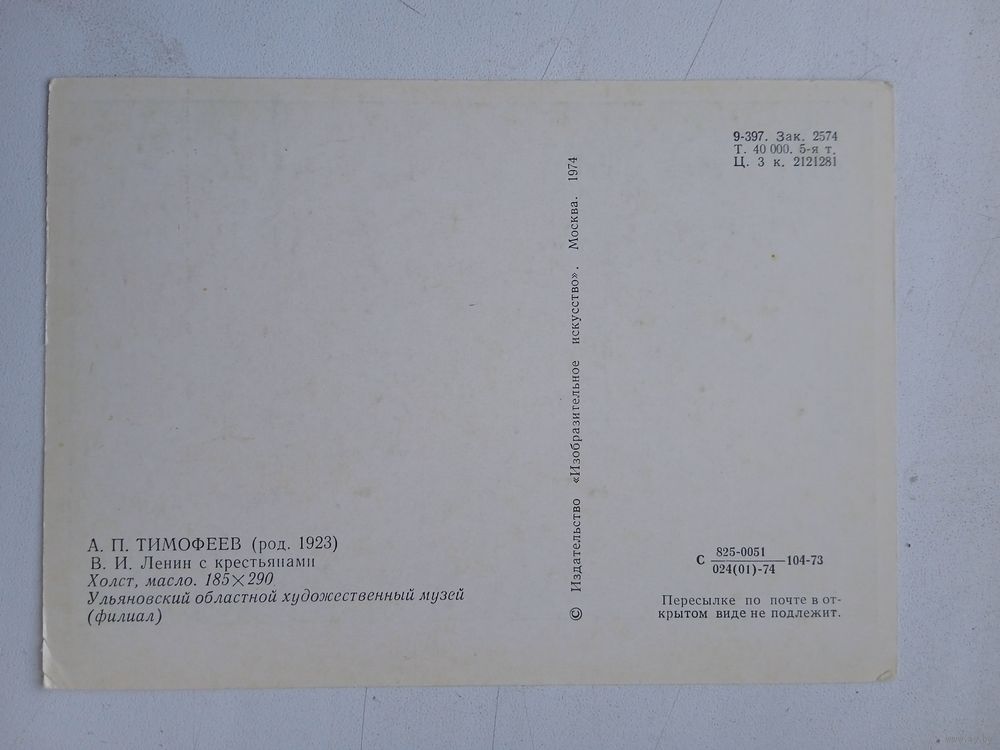 9-397. Зак. 2574
Т. 40 000. 5-я т.
Ц. 3 к. 2121281
© Издательство «Изобразительное искусство». Москва. 1974
А. П. ТИМОФЕЕВ (род. 1923)
В. И. Ленин с крестьянами
Холст, масло. 185×290
Ульяновский областной художественный музей
(филиал)
С 825-0051/024(01)-74 104-73
Пересылке по почте в от-
крытом виде не подлежит.